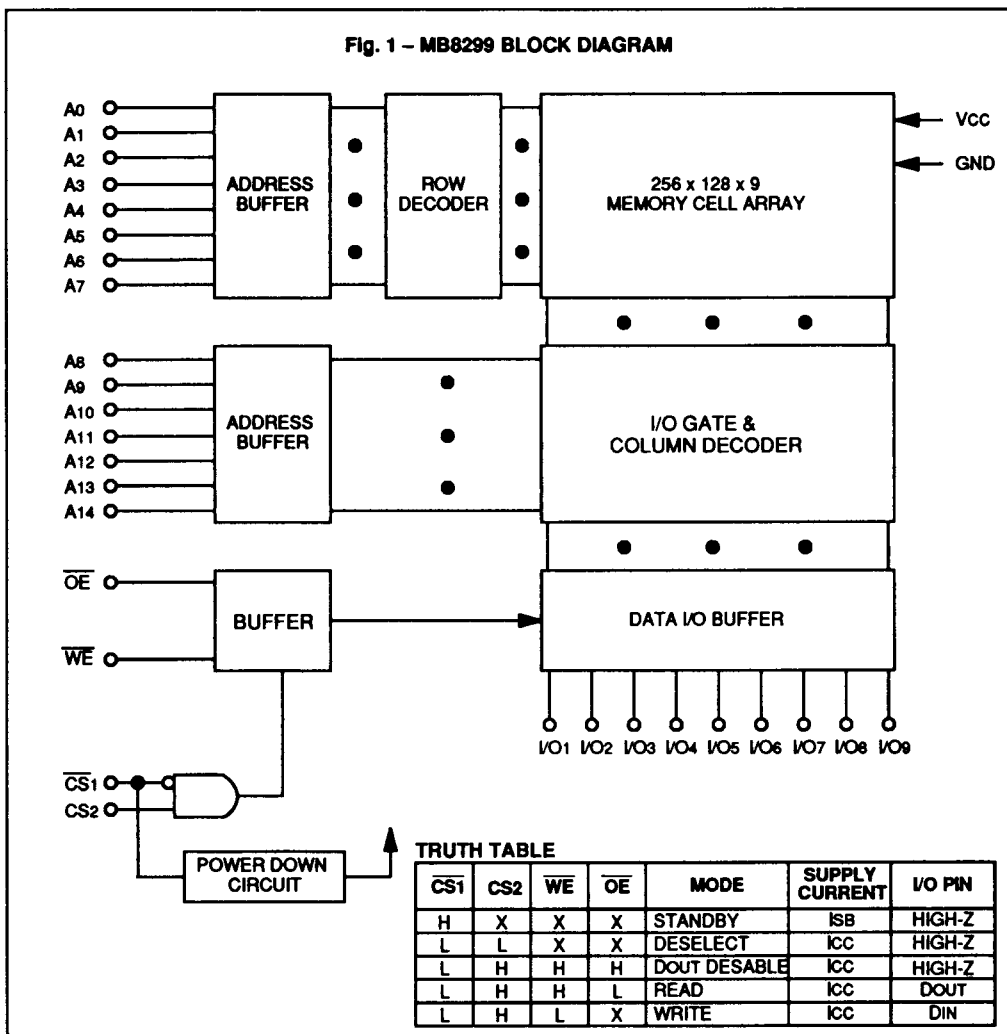 Fig. 1 – MB8299 BLOCK DIAGRAM
A0
A1
A2
A3
A4
A5
A6
A7
ADDRESS
BUFFER
ROW
DECODER
256 x 128 x 9
MEMORY CELL ARRAY
VCC
GND
A8
A9
A10
A11
A12
A13
A14
ADDRESS
BUFFER
I/O GATE &
COLUMN DECODER
OE
WE
BUFFER
DATA I/O BUFFER
I/O1 I/O2 I/O3 I/O4 I/O5 I/O6 I/O7 I/O8 I/O9
CS1
CS2
POWER DOWN
CIRCUIT
TRUTH TABLE
CS1 CS2 WE OE MODE SUPPLY CURRENT I/O PIN
H X X X STANDBY ISB HIGH-Z
L L X X DESELECT ICC HIGH-Z
L H H H DOUT DESABLE ICC HIGH-Z
L H H L READ ICC DOUT
L H L X WRITE ICC DIN